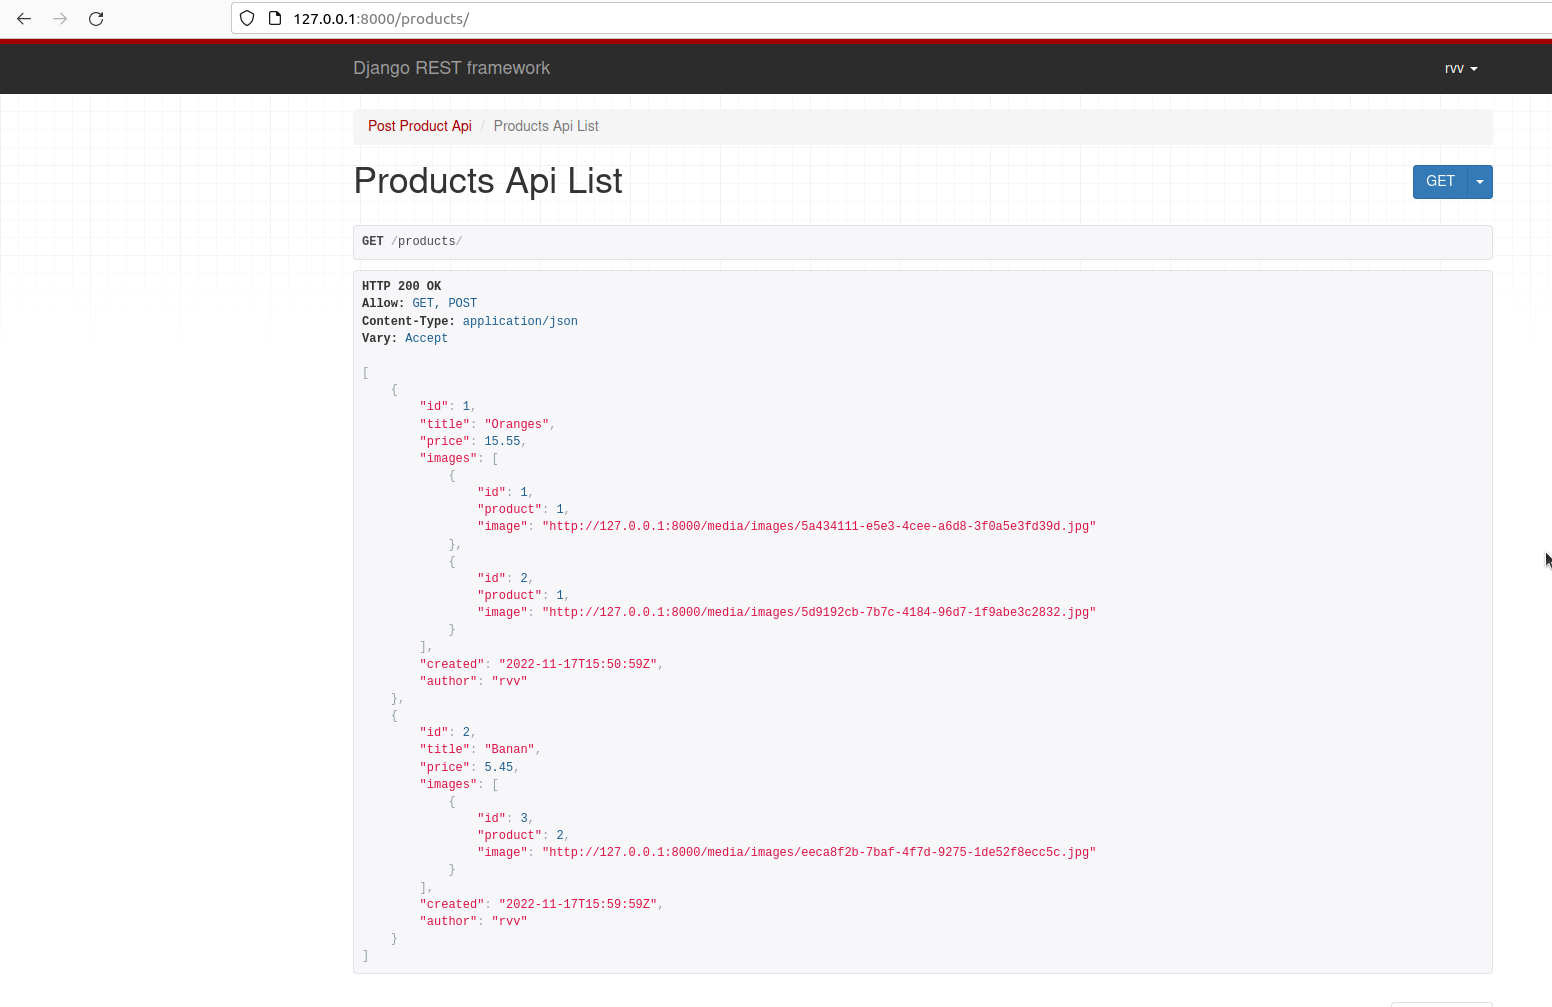 127.0.0.1:8000/products/
Django REST framework
rvv
Post Product Api / Products Api List
Products Api List
GET
GET /products/
HTTP 200 OK
Allow: GET, POST
Content-Type: application/json
Vary: Accept
[
    {
        "id": 1,
        "title": "Oranges",
        "price": 15.55,
        "images": [
            {
                "id": 1,
                "product": 1,
                "image": "http://127.0.0.1:8000/media/images/5a434111-e5e3-4cee-a6d8-3f0a5e3fd39d.jpg"
            },
            {
                "id": 2,
                "product": 1,
                "image": "http://127.0.0.1:8000/media/images/5d9192cb-7b7c-4184-96d7-1f9abe3c2832.jpg"
            }
        ],
        "created": "2022-11-17T15:50:59Z",
        "author": "rvv"
    },
    {
        "id": 2,
        "title": "Banan",
        "price": 5.45,
        "images": [
            {
                "id": 3,
                "product": 2,
                "image": "http://127.0.0.1:8000/media/images/eeca8f2b-7baf-4f7d-9275-1de52f8ecc5c.jpg"
            }
        ],
        "created": "2022-11-17T15:59:59Z",
        "author": "rvv"
    }
]